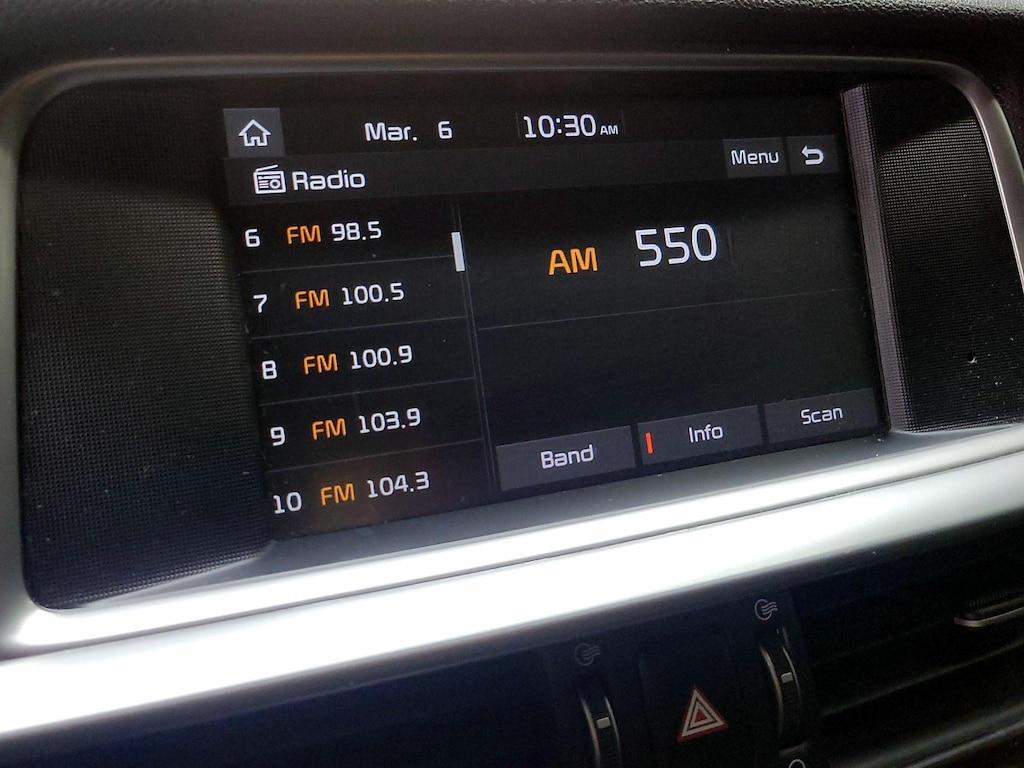 Mar. 6 10:30 AM
Radio Menu
6 FM 98.5
AM 550
7 FM 100.5
8 FM 100.9
9 FM 103.9
10 FM 104.3
Band Info Scan